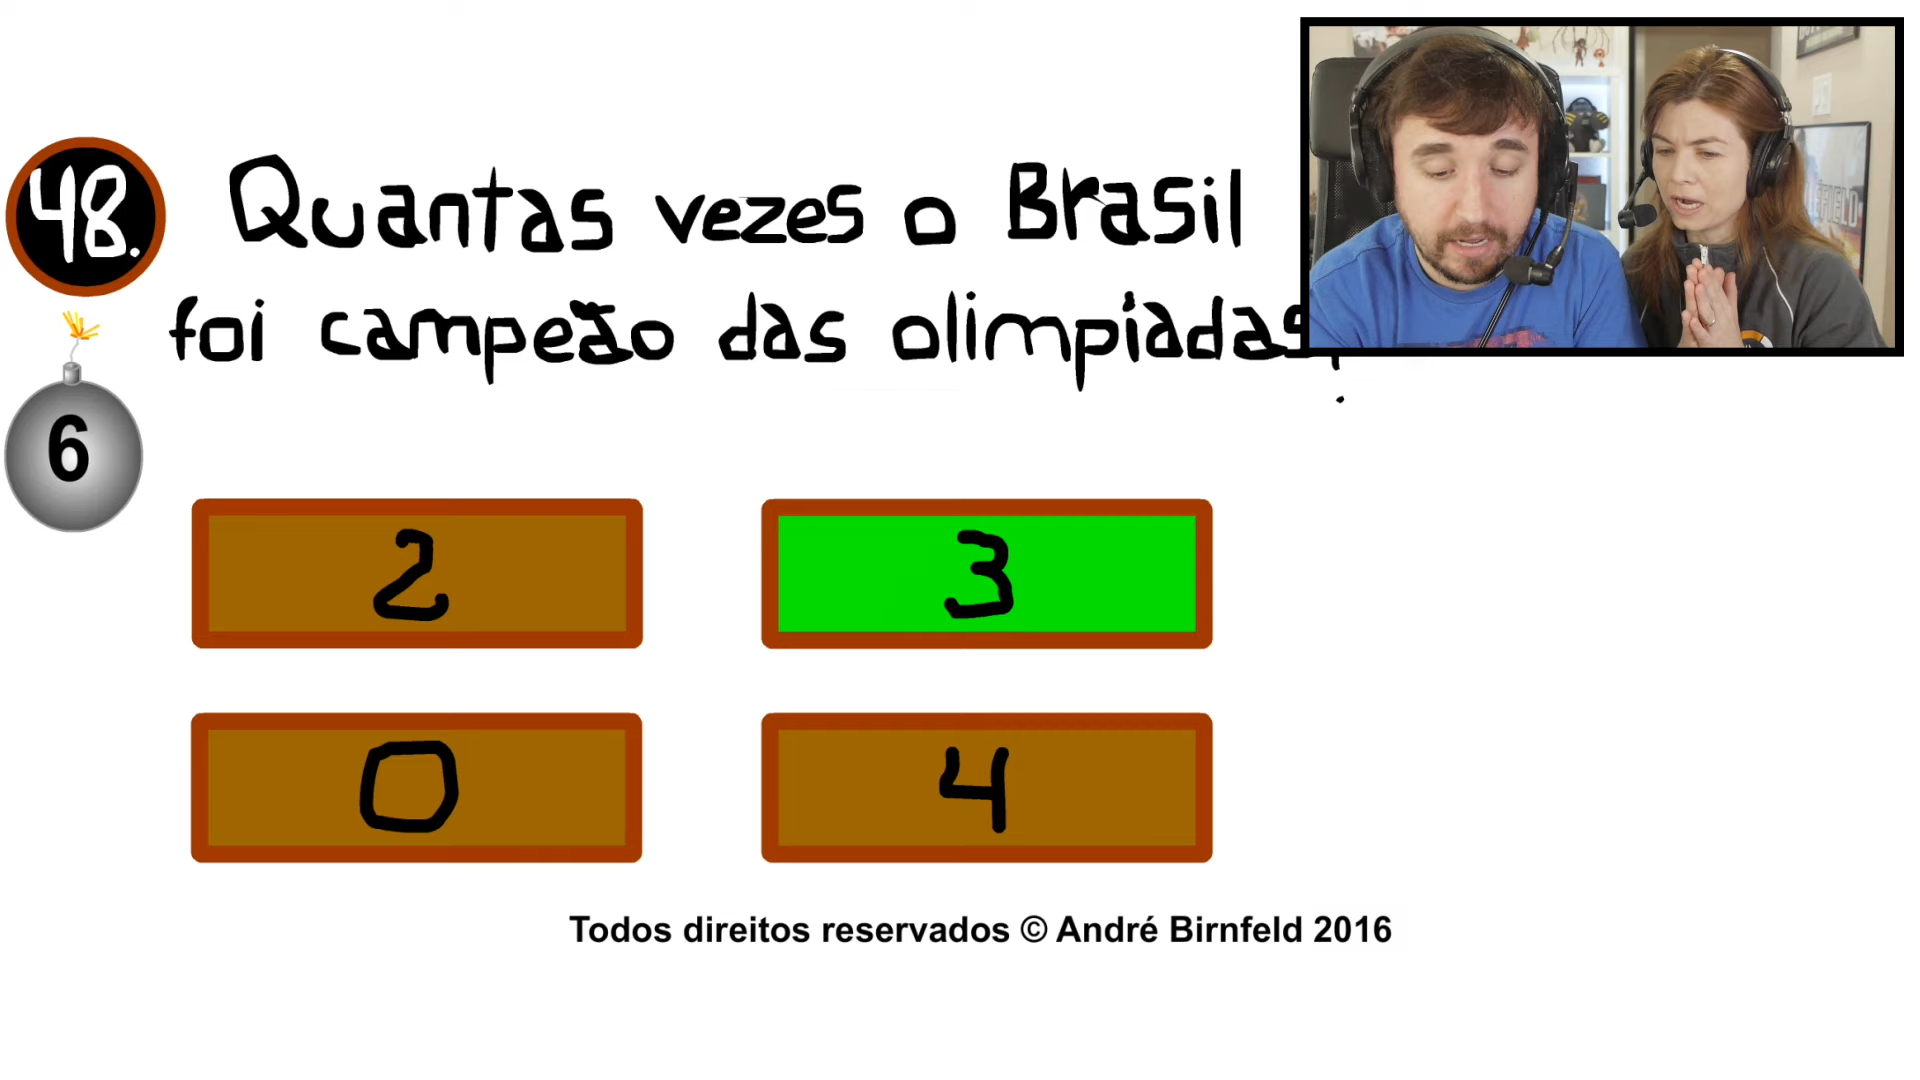 48. Quantas vezes o Brasil
foi campeão das olimpíadas?
6
2
3
0
4
Todos direitos reservados © André Birnfeld 2016